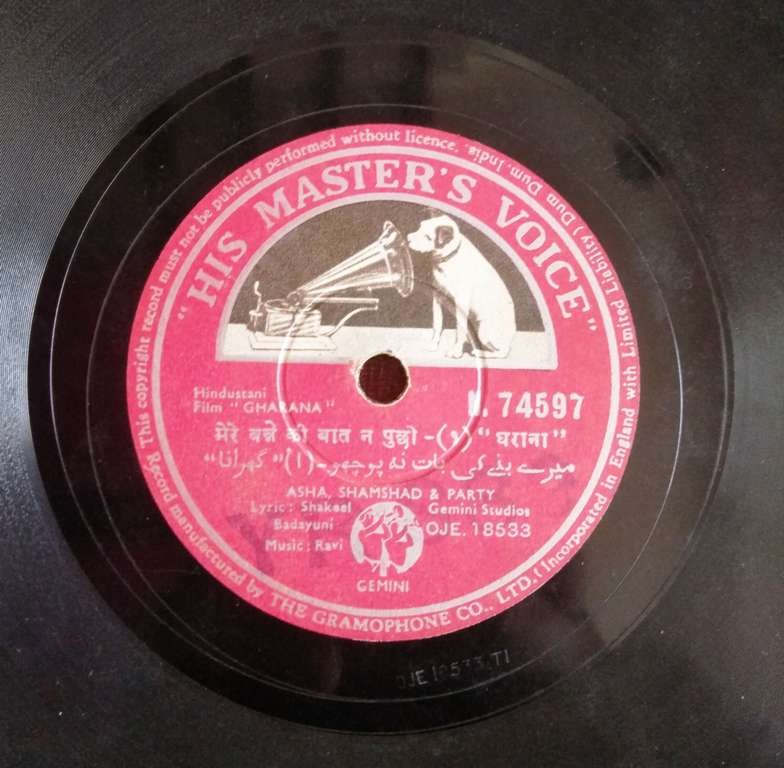 Record manufactured by THE GRAMOPHONE CO., LTD. (Incorporated in England with Limited Liability) Dum Dum, India.
® This copyright record must not be publicly performed without licence.
"HIS MASTER'S VOICE"
Hindustani
Film "GHARANA"
N. 74597
मेरे बन्ने की बात न पुछो-(१) "घराना"
میرے بنے کی بات نہ پوچھو-(۱) "گھرانا"
ASHA, SHAMSHAD & PARTY
Lyric: Shakeel
Badayuni
Music: Ravi
Gemini Studios
OJE. 18533
GEMINI
OJE 18533 T1